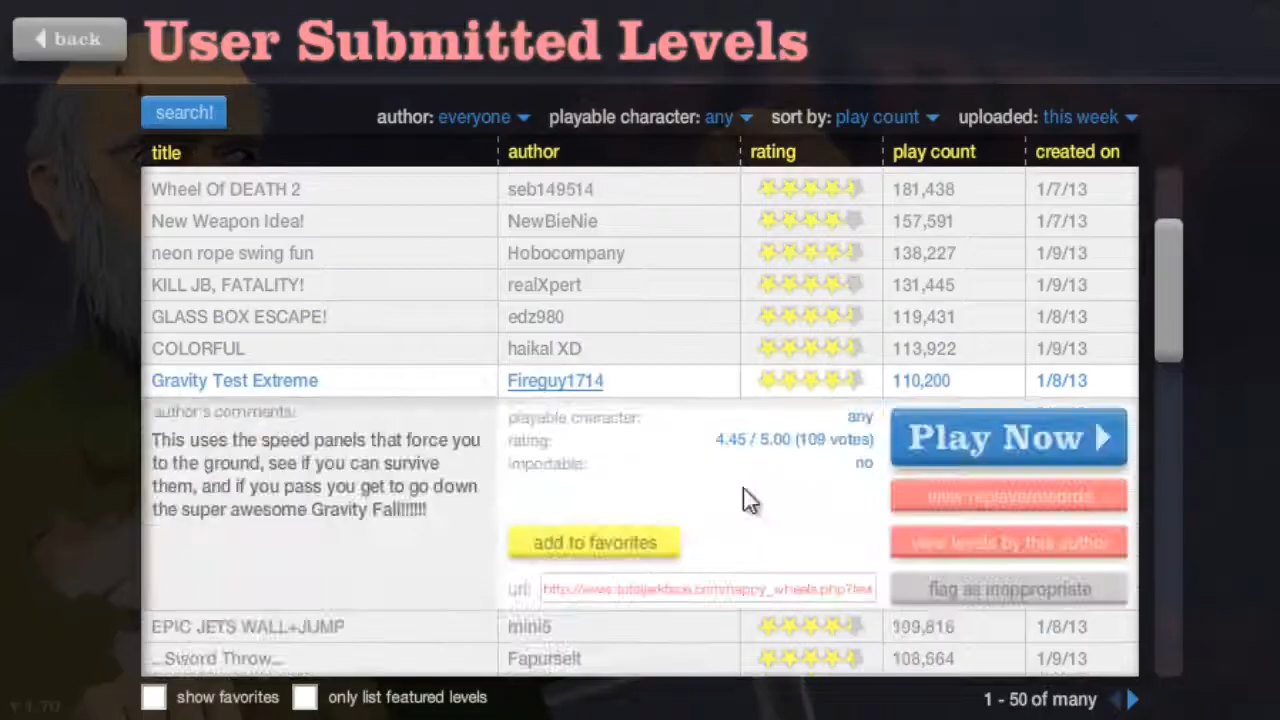 back
User Submitted Levels
search!
author: everyone playable character: any sort by: play count uploaded: this week
title author rating play count created on
Wheel Of DEATH 2 seb149514 181,438 1/7/13
New Weapon Idea! NewBieNie 157,591 1/7/13
neon rope swing fun Hobocompany 138,227 1/9/13
KILL JB, FATALITY! realXpert 131,445 1/9/13
GLASS BOX ESCAPE! edz980 119,431 1/8/13
COLORFUL haikal XD 113,922 1/9/13
Gravity Test Extreme Fireguy1714 110,200 1/8/13
author's comments:
This uses the speed panels that force you
to the ground, see if you can survive
them, and if you pass you get to go down
the super awesome Gravity Fall!!!!!!
playable character: any
rating: 4.45 / 5.00 (109 votes)
importable: no
add to favorites
url:
Play Now
view replays/records
view levels by this author
flag as inappropriate
EPIC JETS WALL+JUMP mini5 109,816 1/8/13
...Sword Throw... Fapurselt 108,664 1/9/13
show favorites only list featured levels 1 - 50 of many
v 1.70